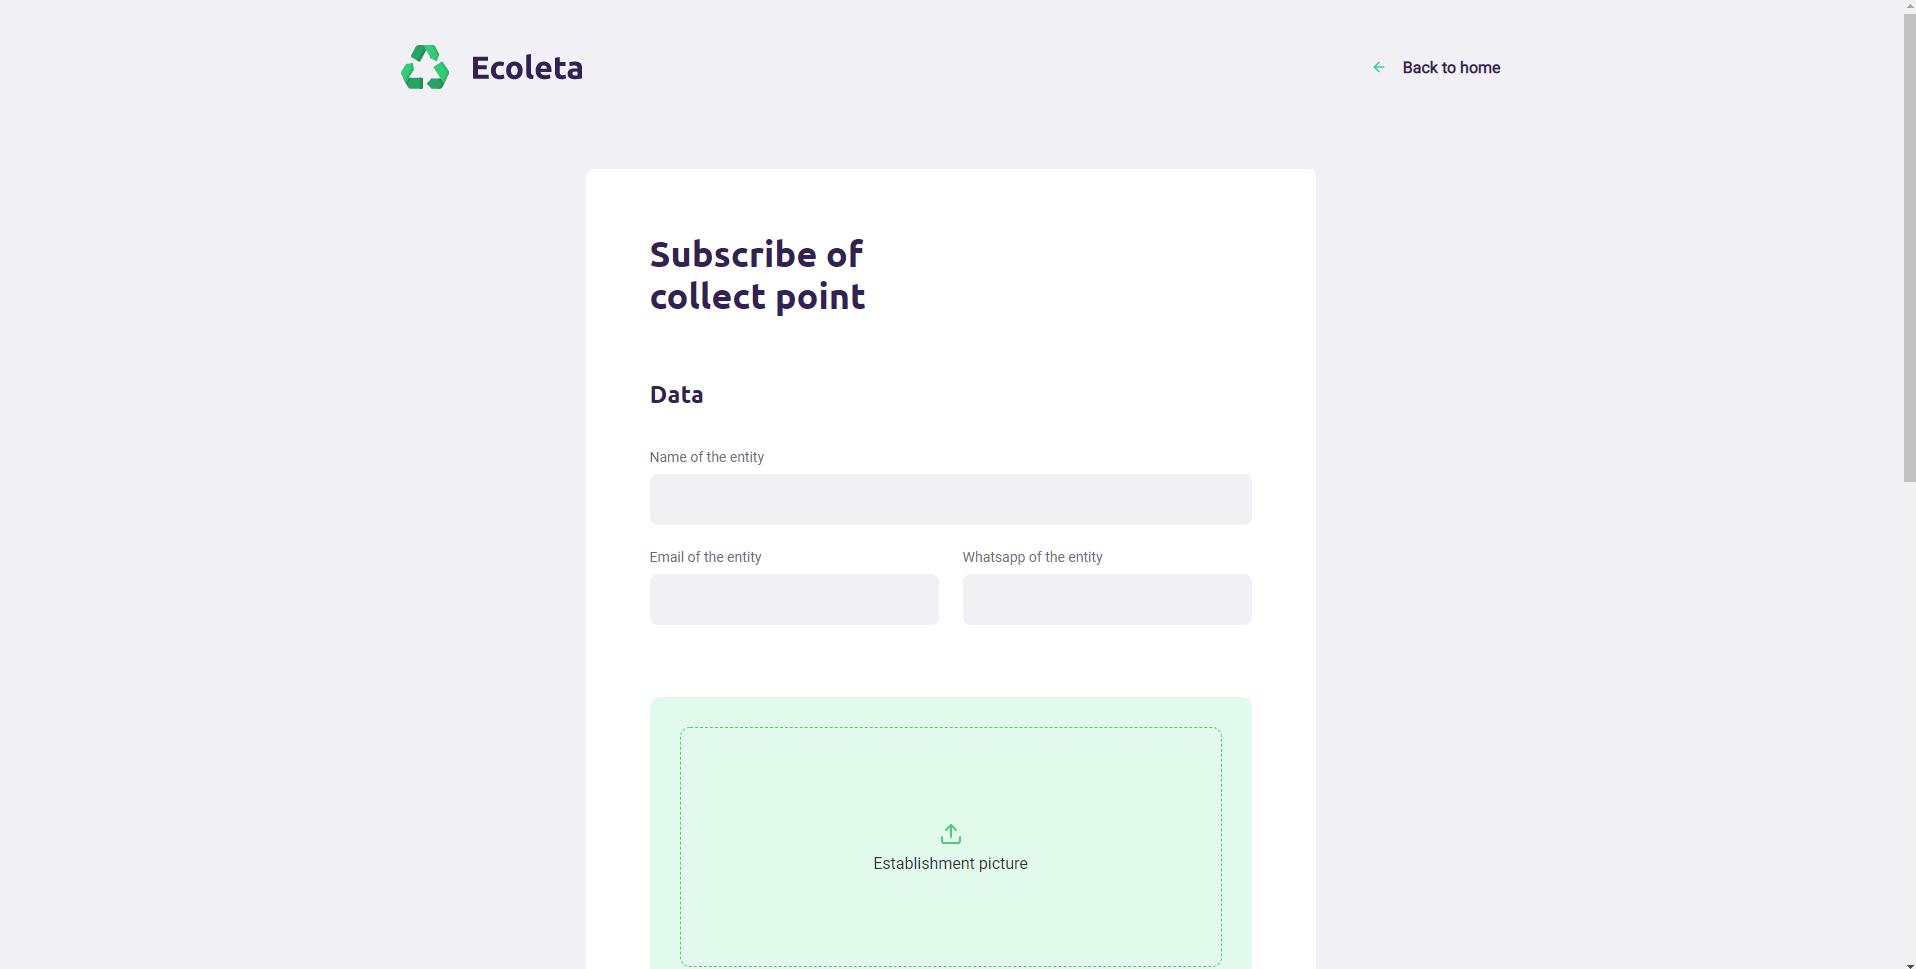 Ecoleta
Back to home
Subscribe of
collect point
Data
Name of the entity
Email of the entity
Whatsapp of the entity
Establishment picture